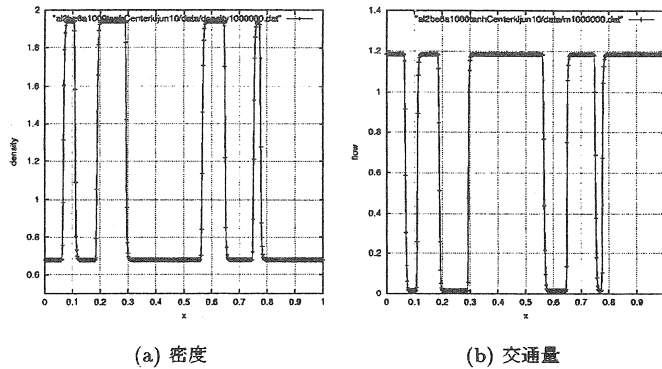 "al2be6a1000tanhCenterkijun10/data/density1000000.dat"
2
1.8
1.6
1.4
1.2
1
0.8
0.6
density
0 0.1 0.2 0.3 0.4 0.5 0.6 0.7 0.8 0.9 1
x
(a) 密度
"al2be6a1000tanhCenterkijun10/data/m1000000.dat"
1.4
1.2
1
0.8
0.6
0.4
0.2
0
flow
0 0.1 0.2 0.3 0.4 0.5 0.6 0.7 0.8 0.9
x
(b) 交通量